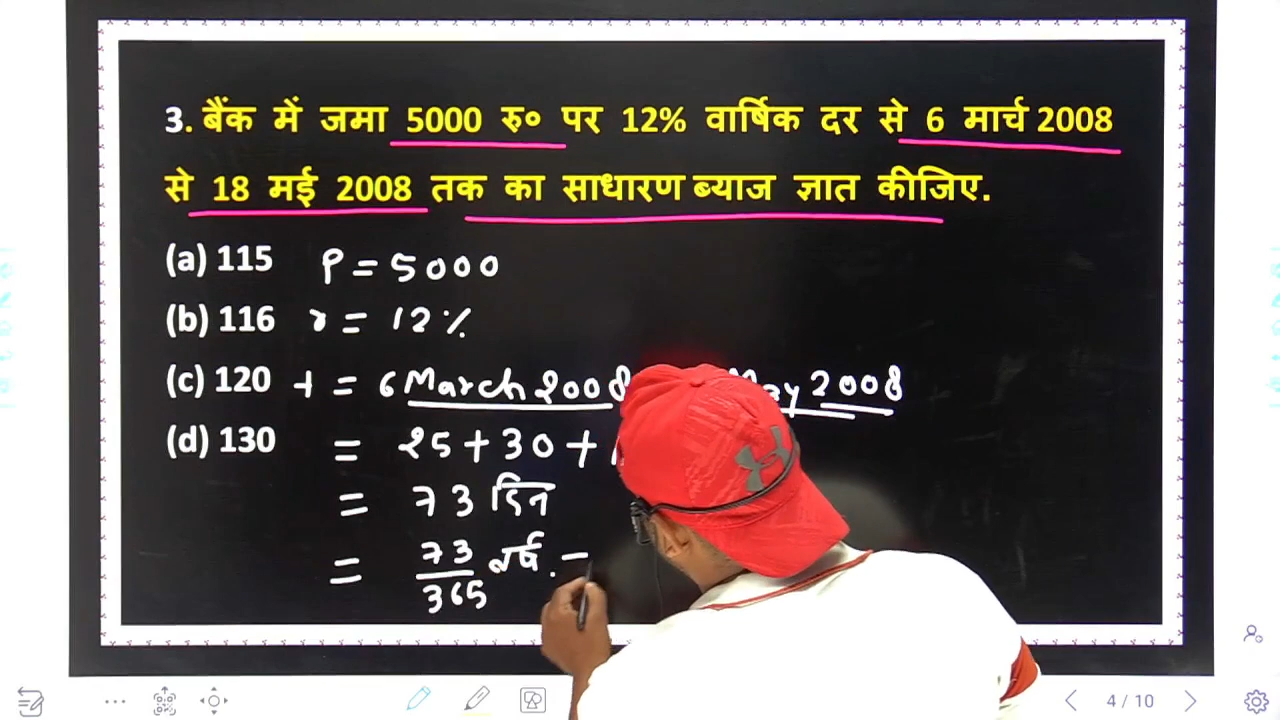 3. बैंक में जमा 5000 रु० पर 12% वार्षिक दर से 6 मार्च 2008
से 18 मई 2008 तक का साधारण ब्याज ज्ञात कीजिए.
(a) 115 P = 5000
(b) 116 r = 12%
(c) 120 t = 6 March 2008 May 2008
(d) 130 = 25 + 30 +
= 73 दिन
= 73/365 वर्ष.
4 / 10